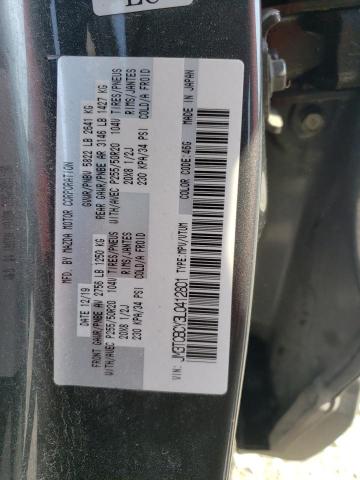 MFD. BY MAZDA MOTOR CORPORATION
DATE 12/19 GVWR/PNBV 5822 LB 2641 KG
FRONT GAWR/PNBE AV 2756 LB 1250 KG REAR GAWR/PNBE AR 3146 LB 1427 KG
WITH/AVEC P255/50R20 104V TIRES/PNEUS WITH/AVEC P255/50R20 104V TIRES/PNEUS
20X8 1/2J RIMS/JANTES 20X8 1/2J RIMS/JANTES
230 KPA/34 PSI COLD/A FROID 230 KPA/34 PSI COLD/A FROID
JM3TCBCY3L0412801 TYPE:MPV/VTUM COLOR CODE:46G MADE IN JAPAN